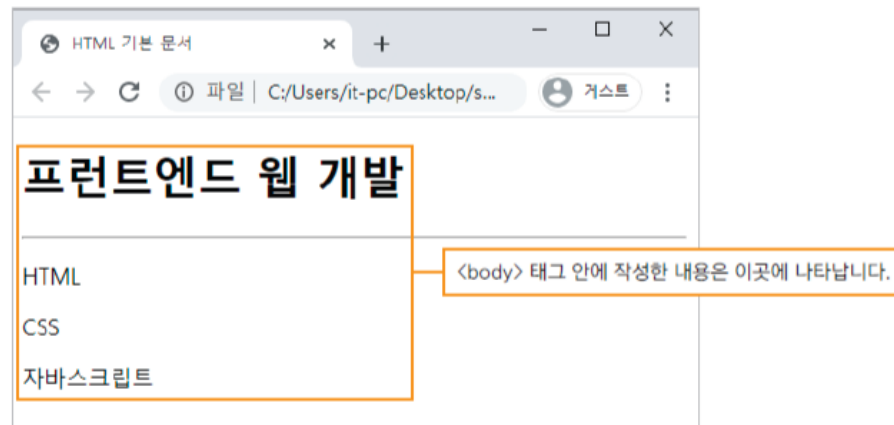 HTML 기본 문서
파일 | C:/Users/it-pc/Desktop/s... 게스트
프런트엔드 웹 개발
HTML
<body> 태그 안에 작성한 내용은 이곳에 나타납니다.
CSS
자바스크립트